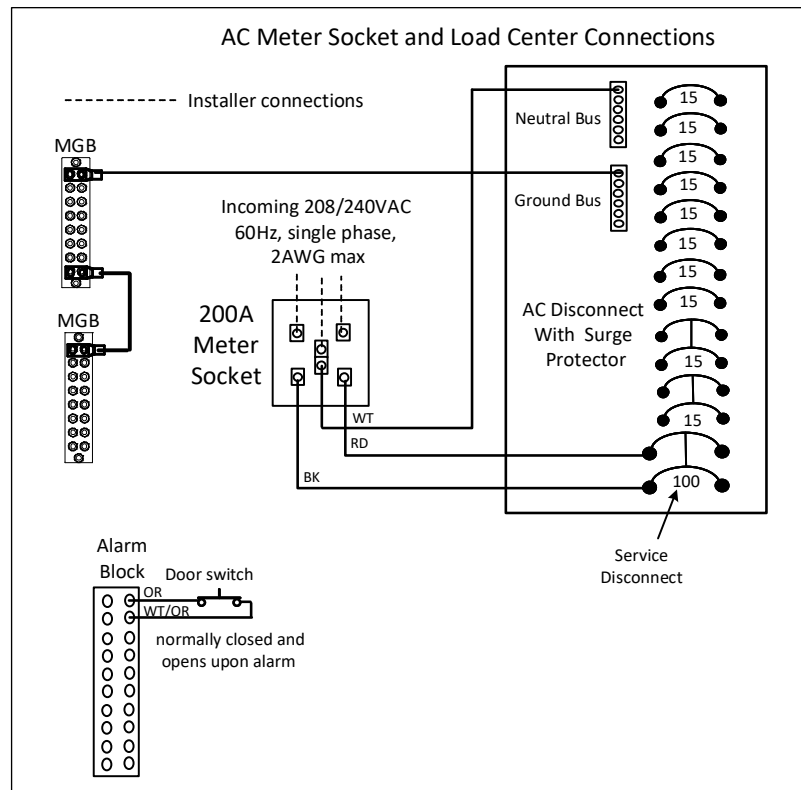 AC Meter Socket and Load Center Connections
Installer connections
MGB
Neutral Bus
Ground Bus
Incoming 208/240VAC
60Hz, single phase,
2AWG max
200A
Meter
Socket
MGB
AC Disconnect
With Surge
Protector
15
15
15
15
15
15
15
15
15
15
100
WT
RD
BK
Service
Disconnect
Alarm
Block
Door switch
OR
WT/OR
normally closed and
opens upon alarm